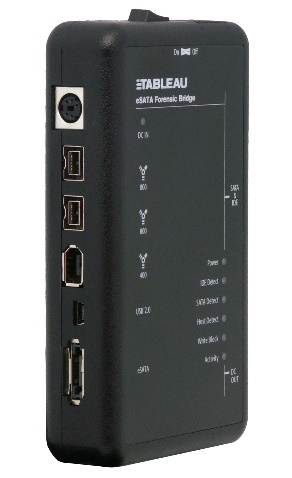 On Off
TABLEAU
eSATA Forensic Bridge
DC IN
800
800
400
USB 2.0
eSATA
SATA
&
IDE
Power
IDE Detect
SATA Detect
Host Detect
Write Block
Activity
DC
OUT